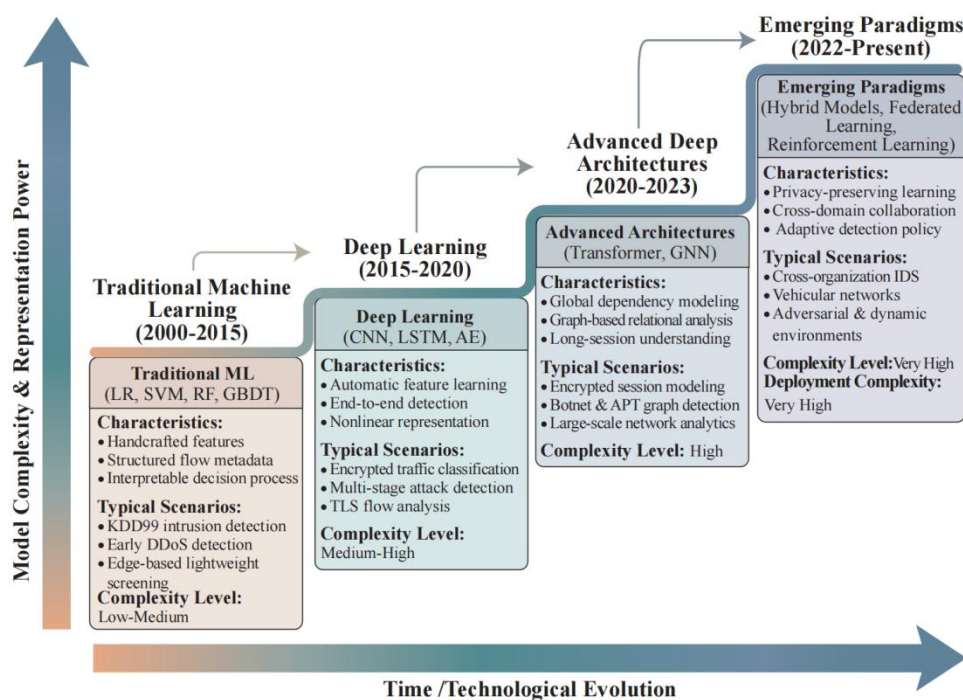 Model Complexity & Representation Power
Traditional Machine
Learning
(2000-2015)
Traditional ML
(LR, SVM, RF, GBDT)
Characteristics:
• Handcrafted features
• Structured flow metadata
• Interpretable decision process
Typical Scenarios:
• KDD99 intrusion detection
• Early DDoS detection
• Edge-based lightweight
screening
Complexity Level:
Low-Medium
Deep Learning
(2015-2020)
Deep Learning
(CNN, LSTM, AE)
Characteristics:
• Automatic feature learning
• End-to-end detection
• Nonlinear representation
Typical Scenarios:
• Encrypted traffic classification
• Multi-stage attack detection
• TLS flow analysis
Complexity Level:
Medium-High
Advanced Deep
Architectures
(2020-2023)
Advanced Architectures
(Transformer, GNN)
Characteristics:
• Global dependency modeling
• Graph-based relational analysis
• Long-session understanding
Typical Scenarios:
• Encrypted session modeling
• Botnet & APT graph detection
• Large-scale network analytics
Complexity Level: High
Emerging Paradigms
(2022-Present)
Emerging Paradigms
(Hybrid Models, Federated
Learning,
Reinforcement Learning)
Characteristics:
• Privacy-preserving learning
• Cross-domain collaboration
• Adaptive detection policy
Typical Scenarios:
• Cross-organization IDS
• Vehicular networks
• Adversarial & dynamic
environments
Complexity Level:Very High
Deployment Complexity:
Very High
Time /Technological Evolution